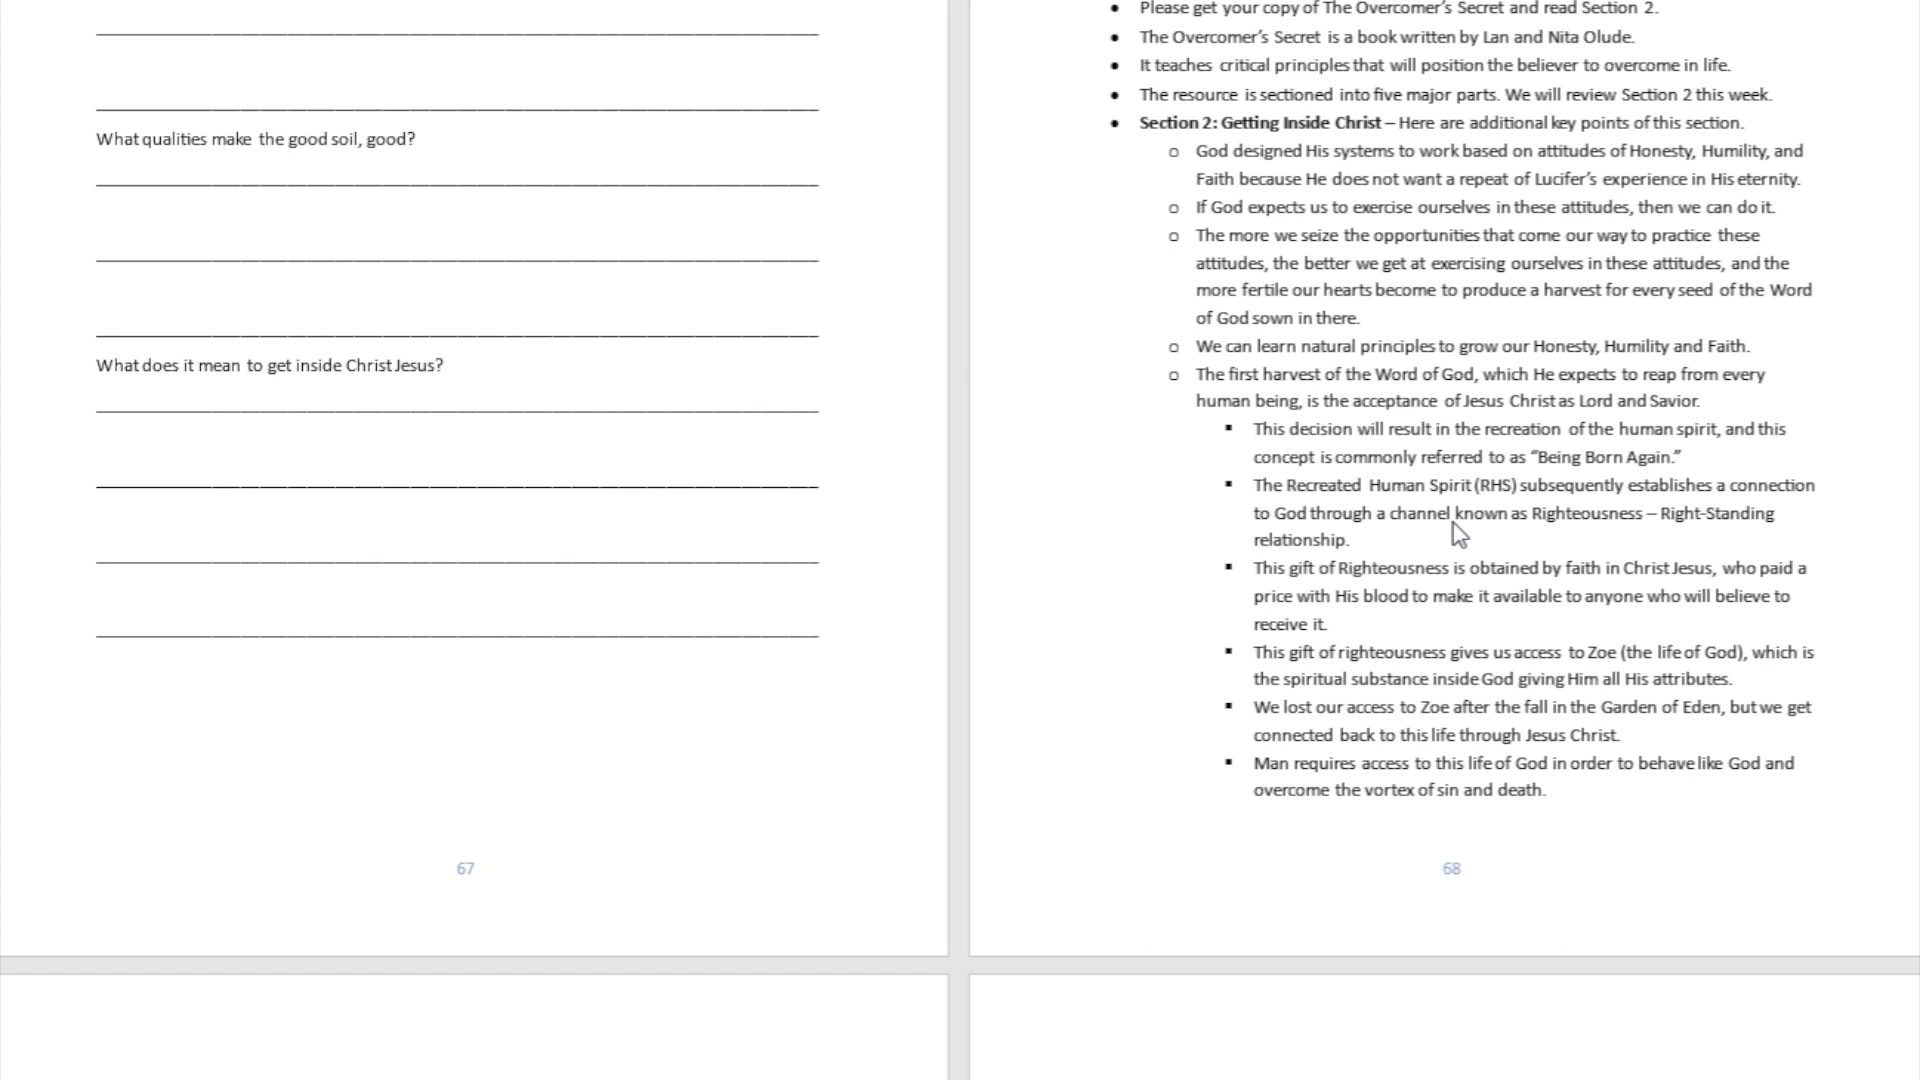 What qualities make the good soil, good?
What does it mean to get inside Christ Jesus?
67
• Please get your copy of The Overcomer’s Secret and read Section 2.
• The Overcomer’s Secret is a book written by Lan and Nita Olude.
• It teaches critical principles that will position the believer to overcome in life.
• The resource is sectioned into five major parts. We will review Section 2 this week.
• Section 2: Getting Inside Christ – Here are additional key points of this section.
o God designed His systems to work based on attitudes of Honesty, Humility, and
Faith because He does not want a repeat of Lucifer’s experience in His eternity.
o If God expects us to exercise ourselves in these attitudes, then we can do it.
o The more we seize the opportunities that come our way to practice these
attitudes, the better we get at exercising ourselves in these attitudes, and the
more fertile our hearts become to produce a harvest for every seed of the Word
of God sown in there.
o We can learn natural principles to grow our Honesty, Humility and Faith.
o The first harvest of the Word of God, which He expects to reap from every
human being, is the acceptance of Jesus Christ as Lord and Savior.
▪ This decision will result in the recreation of the human spirit, and this
concept is commonly referred to as “Being Born Again.”
▪ The Recreated Human Spirit (RHS) subsequently establishes a connection
to God through a channel known as Righteousness – Right-Standing
relationship.
▪ This gift of Righteousness is obtained by faith in Christ Jesus, who paid a
price with His blood to make it available to anyone who will believe to
receive it.
▪ This gift of righteousness gives us access to Zoe (the life of God), which is
the spiritual substance inside God giving Him all His attributes.
▪ We lost our access to Zoe after the fall in the Garden of Eden, but we get
connected back to this life through Jesus Christ.
▪ Man requires access to this life of God in order to behave like God and
overcome the vortex of sin and death.
68